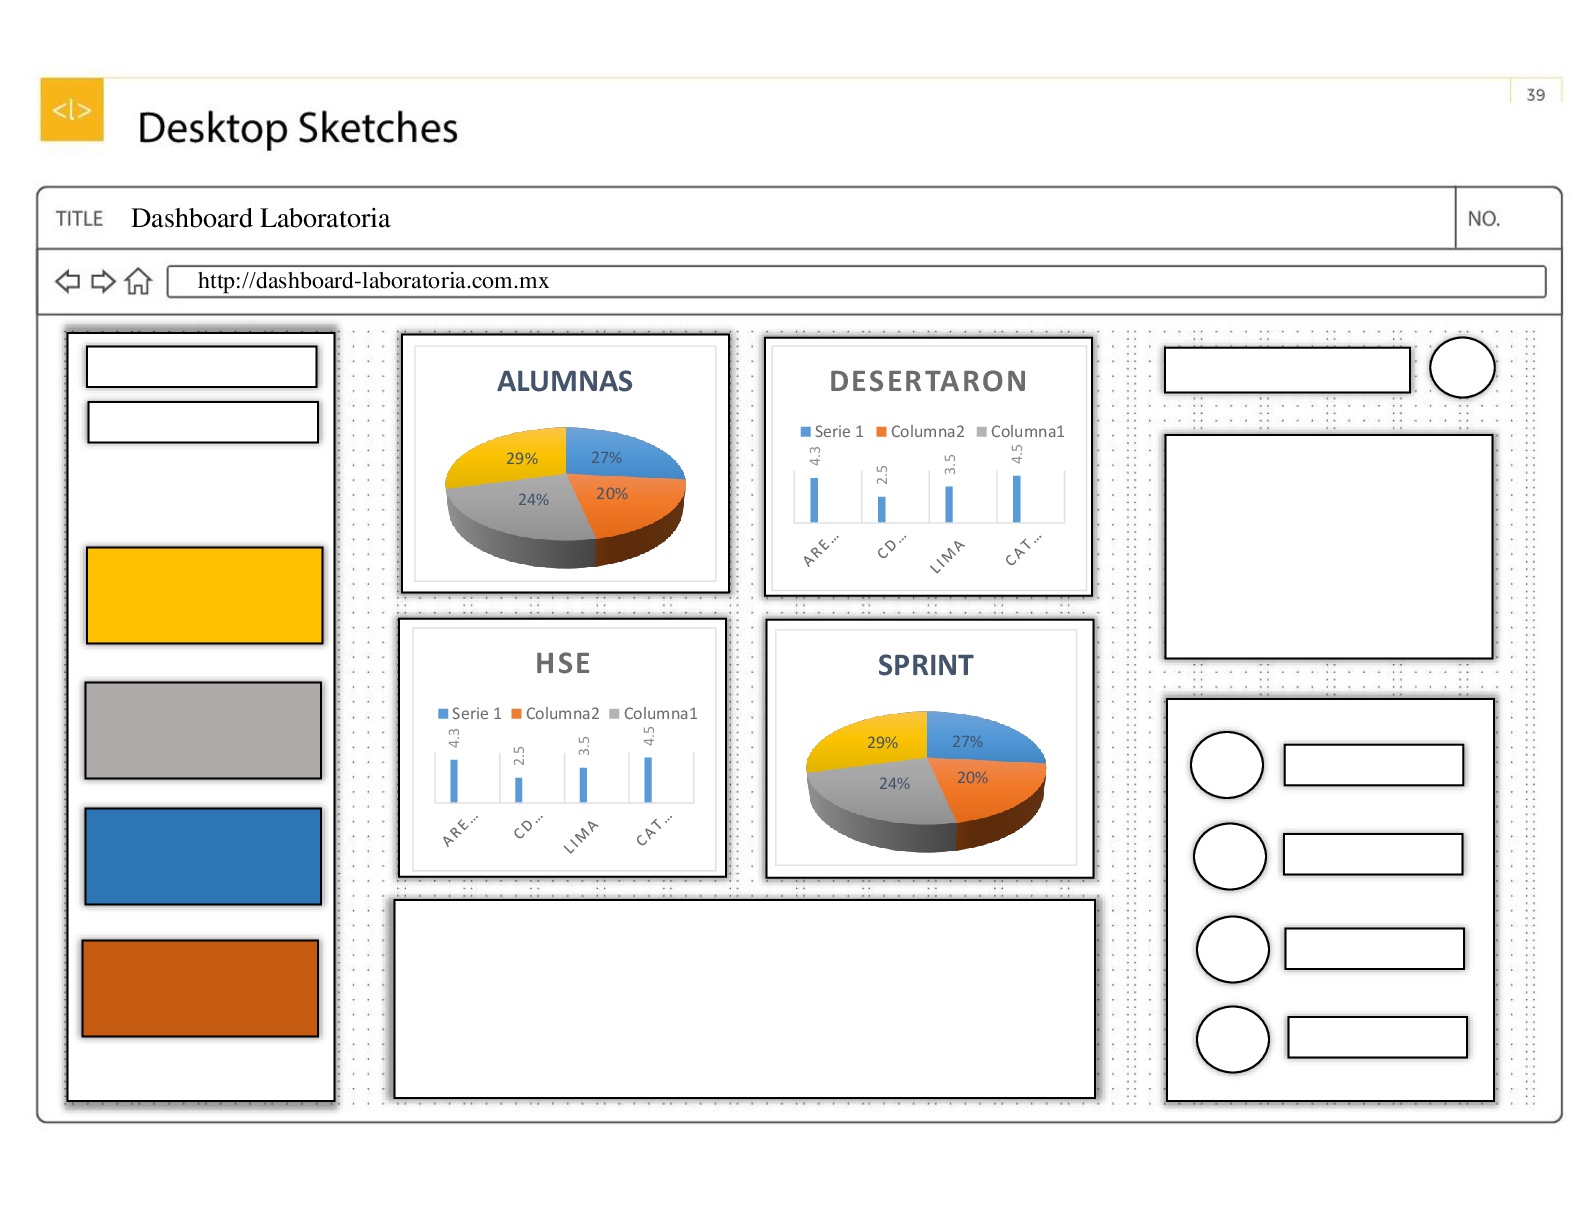 <l>
39
Desktop Sketches
TITLE Dashboard Laboratoria NO.
http://dashboard-laboratoria.com.mx
ALUMNAS
29% 27%
24% 20%
DESERTARON
Serie 1 Columna2 Columna1
4.3 2.5 3.5 4.5
ARE... CD... LIMA CAT...
HSE
Serie 1 Columna2 Columna1
4.3 2.5 3.5 4.5
ARE... CD... LIMA CAT...
SPRINT
29% 27%
24% 20%